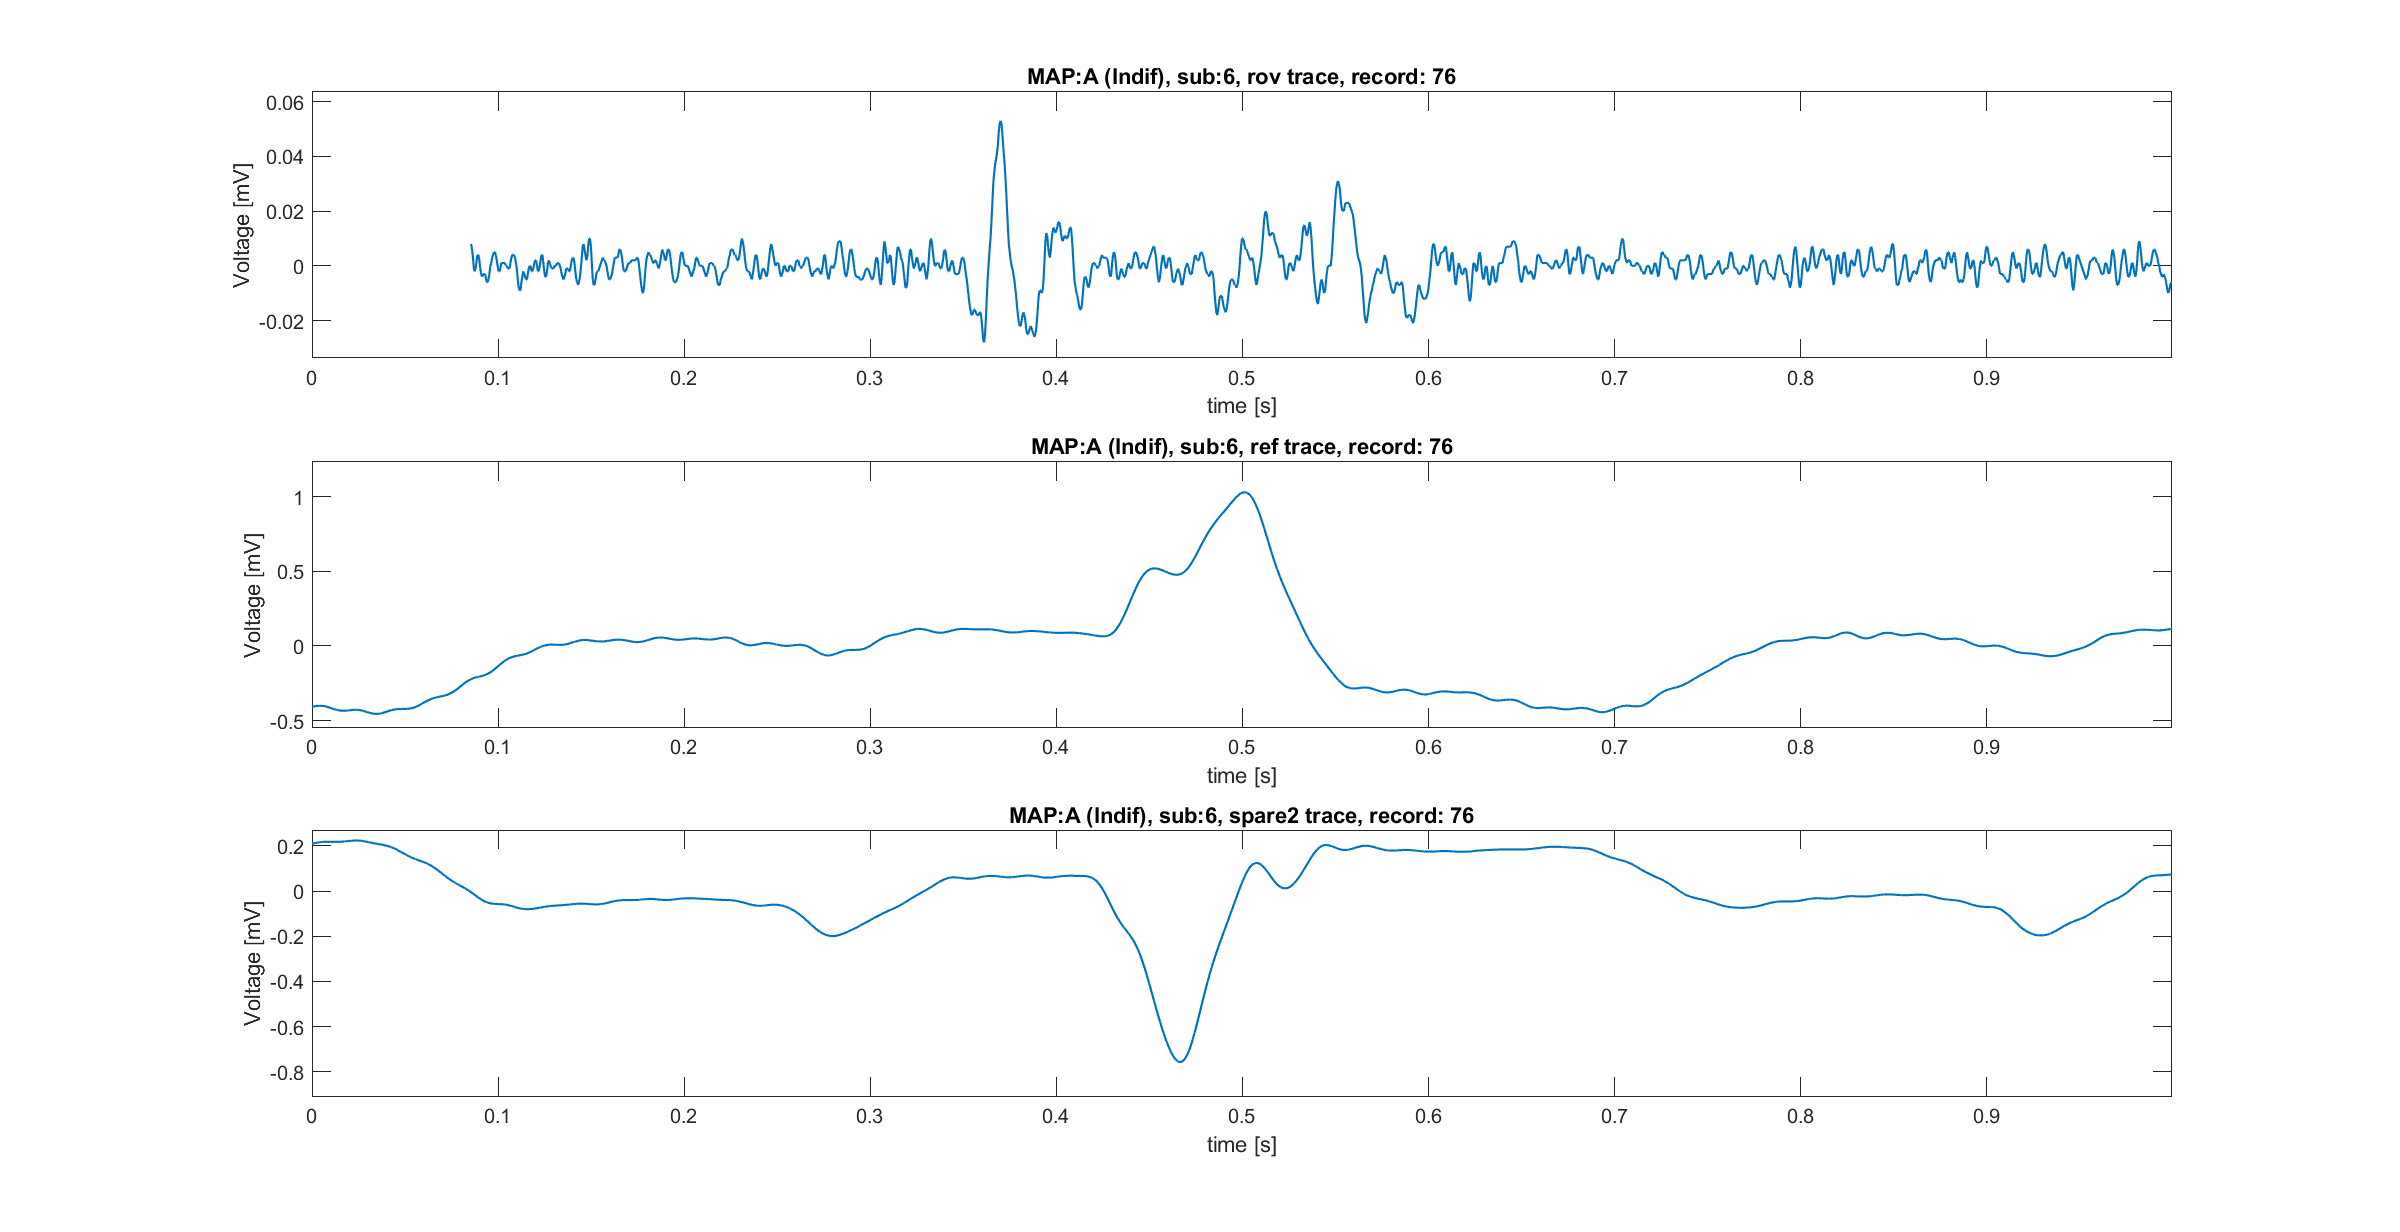 MAP:A (Indif), sub:6, rov trace, record: 76
Voltage [mV]
0.06
0.04
0.02
0
-0.02
0 0.1 0.2 0.3 0.4 0.5 0.6 0.7 0.8 0.9
time [s]
MAP:A (Indif), sub:6, ref trace, record: 76
Voltage [mV]
1
0.5
0
-0.5
0 0.1 0.2 0.3 0.4 0.5 0.6 0.7 0.8 0.9
time [s]
MAP:A (Indif), sub:6, spare2 trace, record: 76
Voltage [mV]
0.2
0
-0.2
-0.4
-0.6
-0.8
0 0.1 0.2 0.3 0.4 0.5 0.6 0.7 0.8 0.9
time [s]